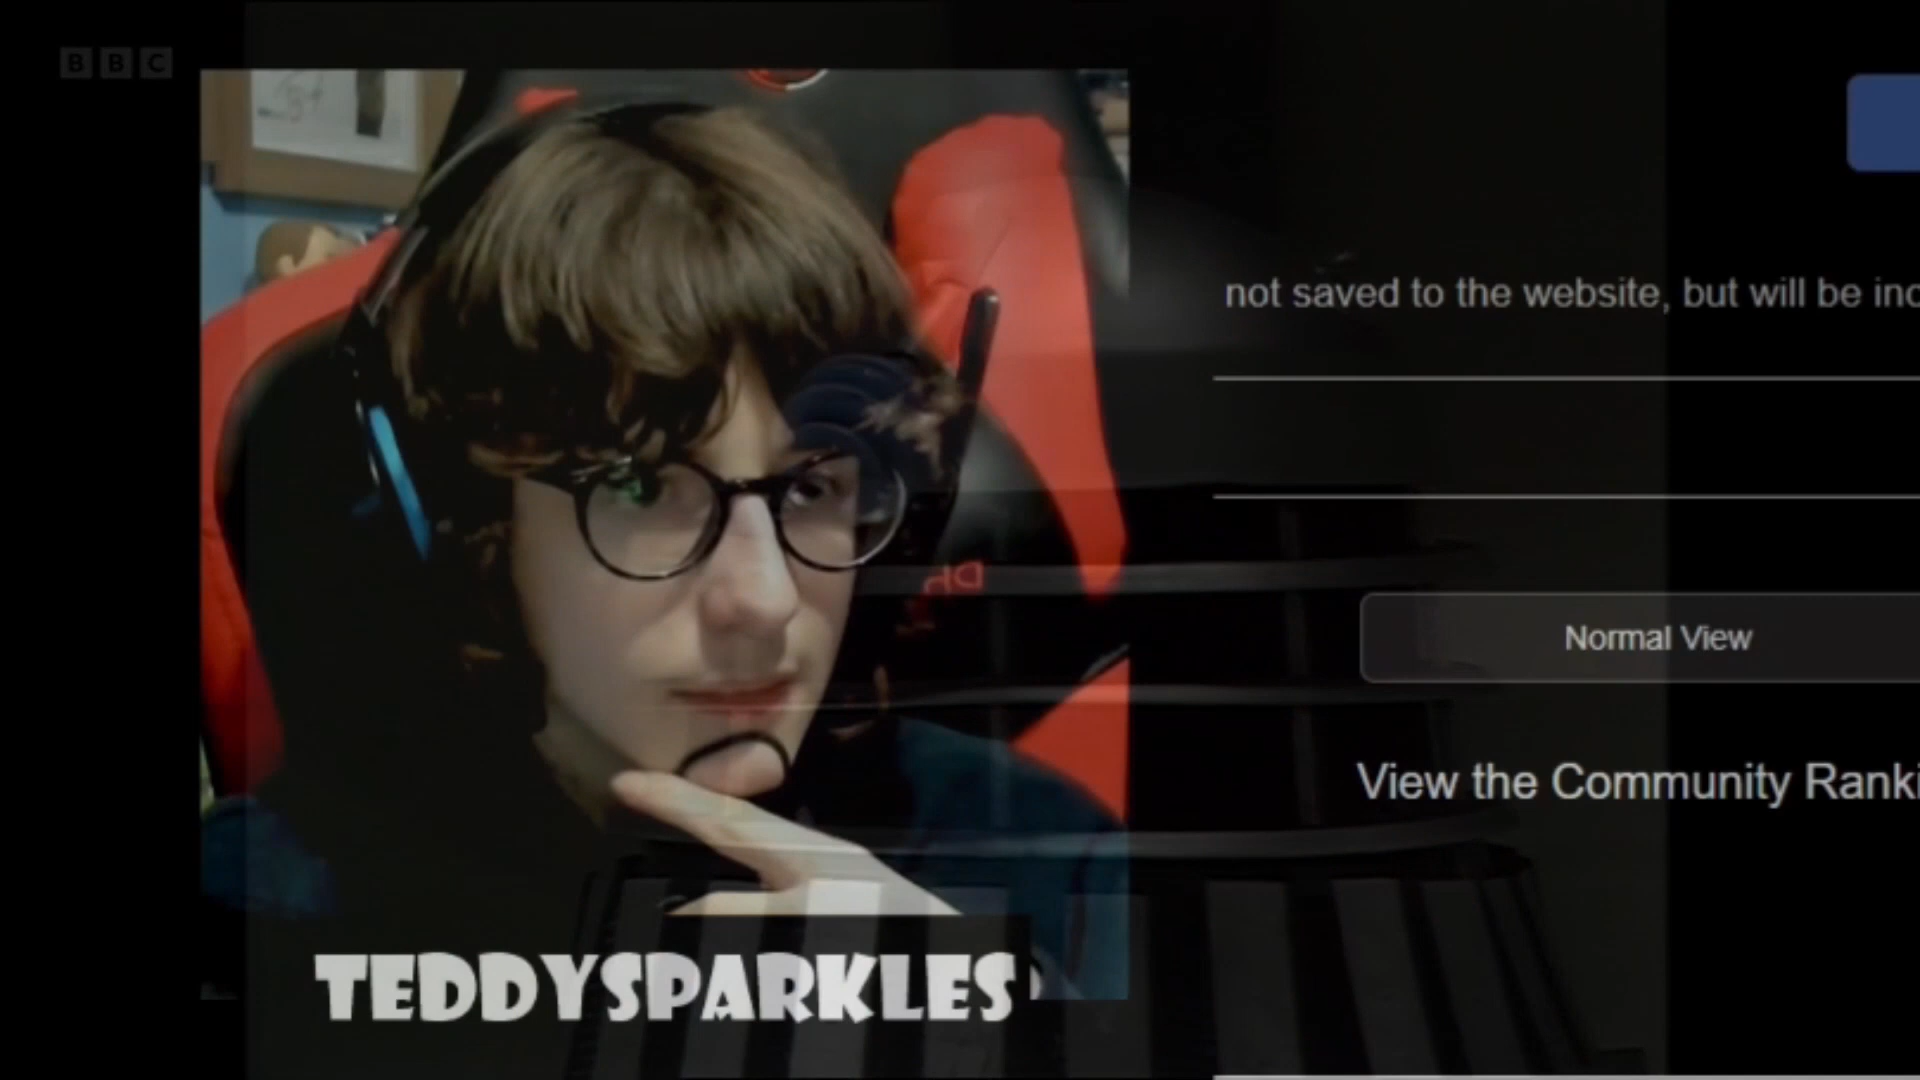 BBC
not saved to the website, but will be inc
Normal View
View the Community Ranki
TEDDYSPARKLES